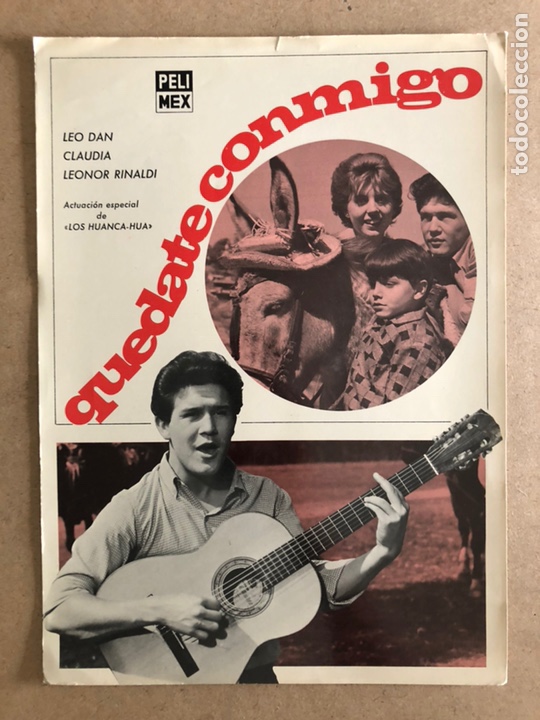 PELI
MEX
LEO DAN
CLAUDIA
LEONOR RINALDI
Actuación especial
de
«LOS HUANCA-HUA»
quedate conmigo
todocoleccion